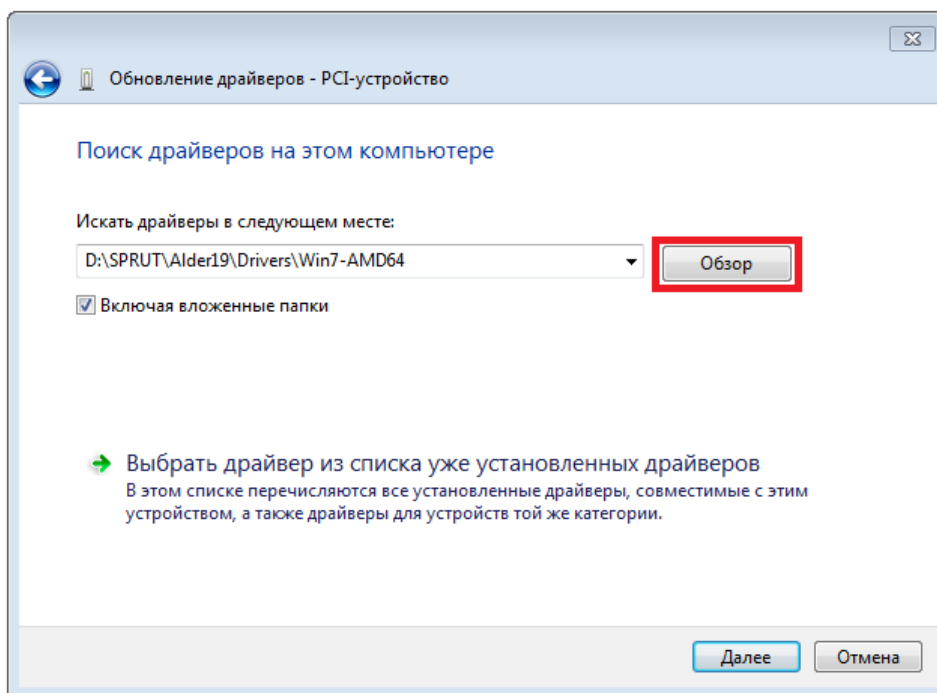 Обновление драйверов - PCI-устройство
Поиск драйверов на этом компьютере
Искать драйверы в следующем месте:
D:\SPRUT\Alder19\Drivers\Win7-AMD64
Обзор
Включая вложенные папки
Выбрать драйвер из списка уже установленных драйверов
В этом списке перечисляются все установленные драйверы, совместимые с этим
устройством, а также драйверы для устройств той же категории.
Далее
Отмена